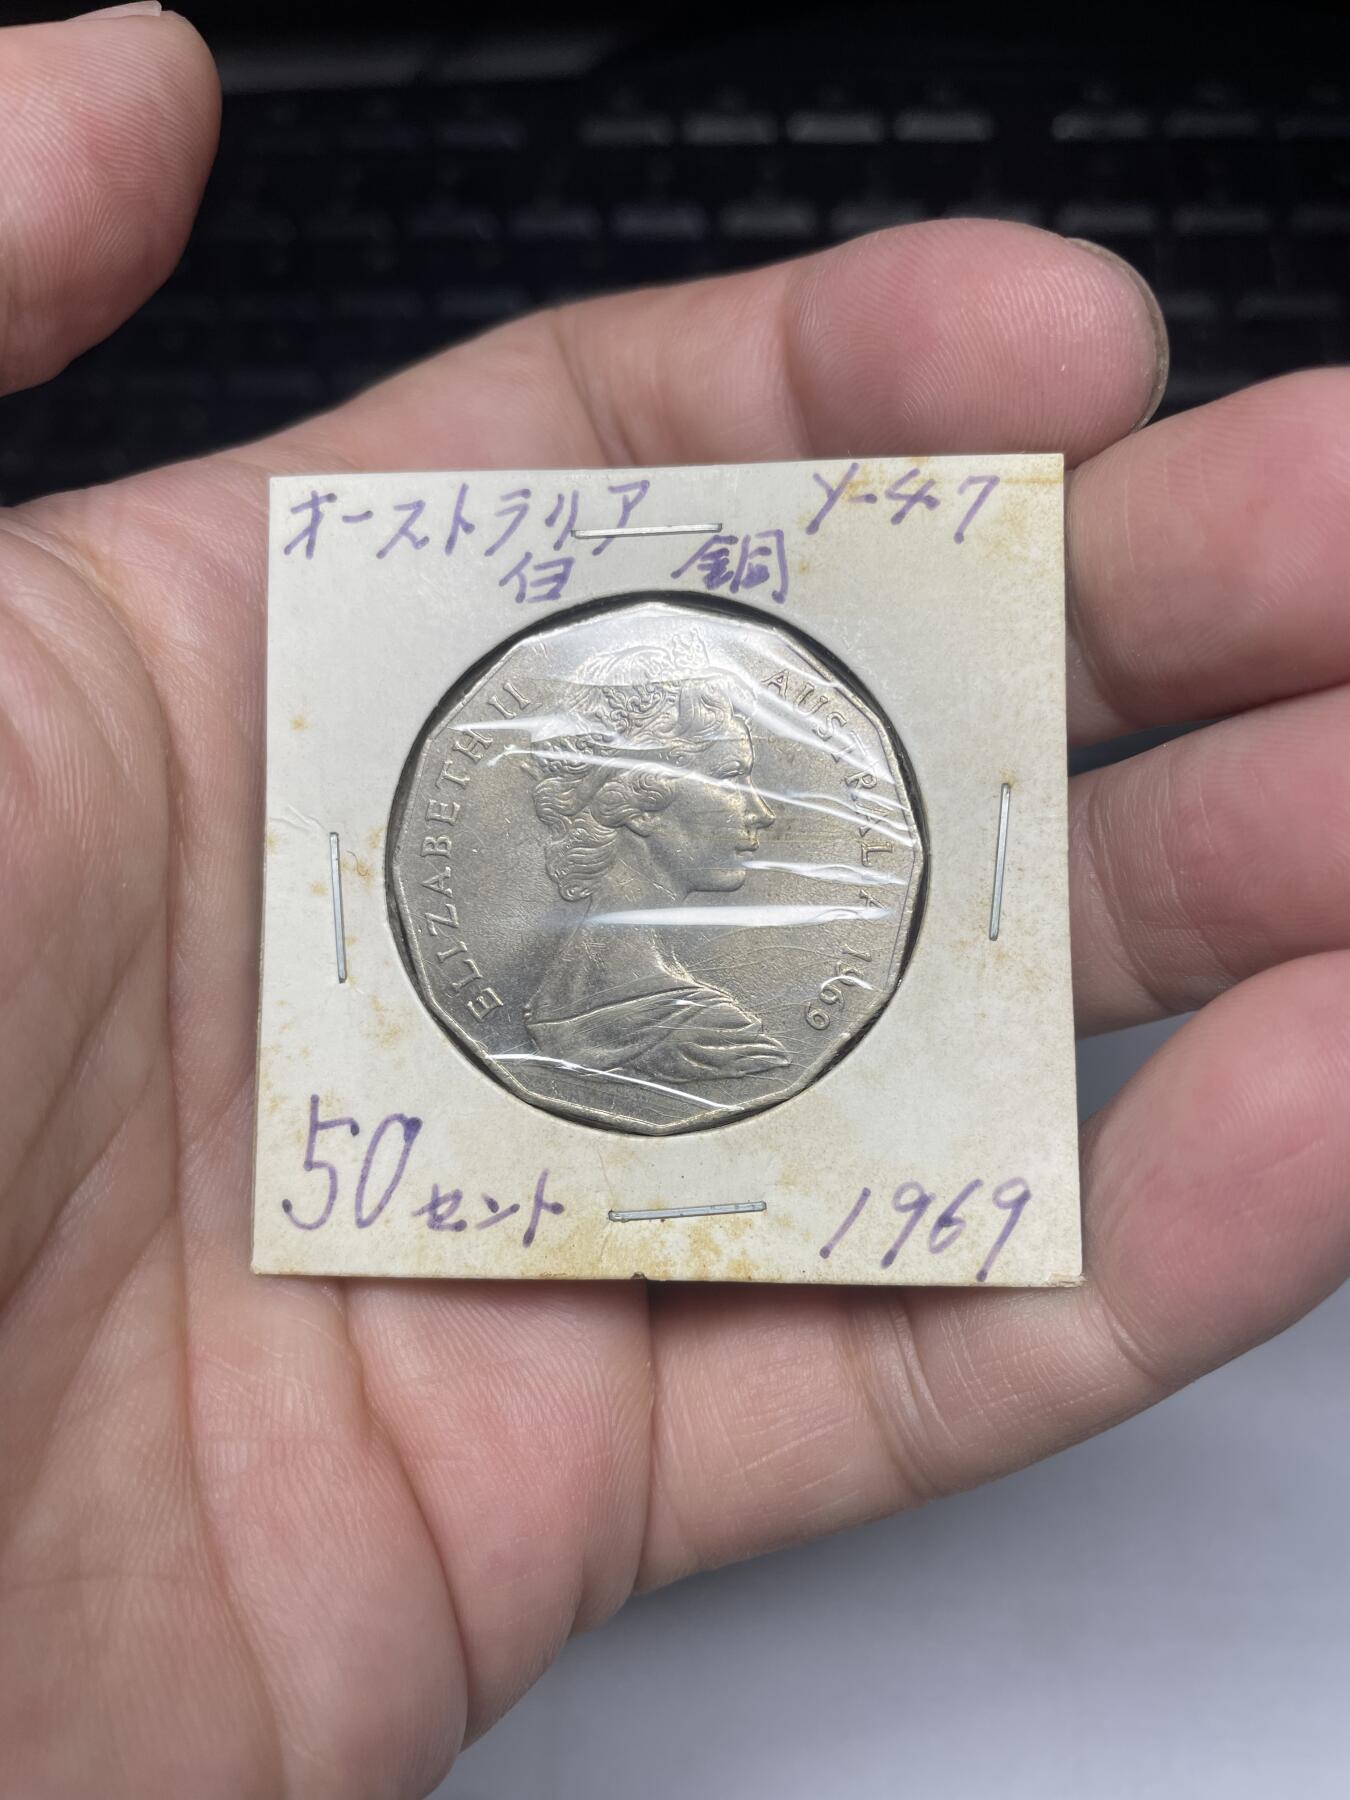 オーストラリア Y-47
白 銅
ELIZABETH II
AUSTRALIA 1969
50セント 1969